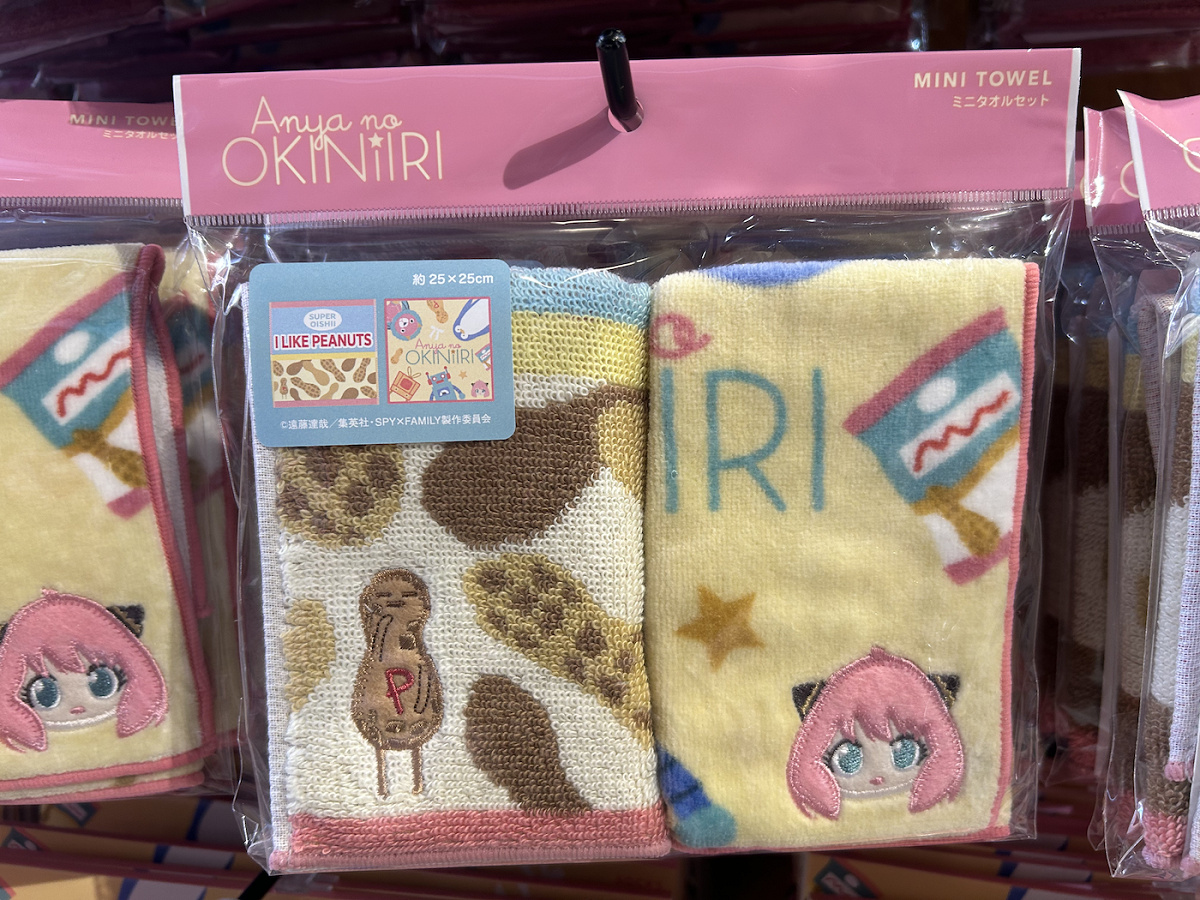 MINI TOWEL
ミニタオルセット
Anya no
OKINIIRI
MINI TOWEL
ミニタオルセット
約 25×25cm
SUPER
OISHII
I LIKE PEANUTS
Anya no
OKINIIRI
©遠藤達哉／集英社・SPY×FAMILY製作委員会
IRI
P